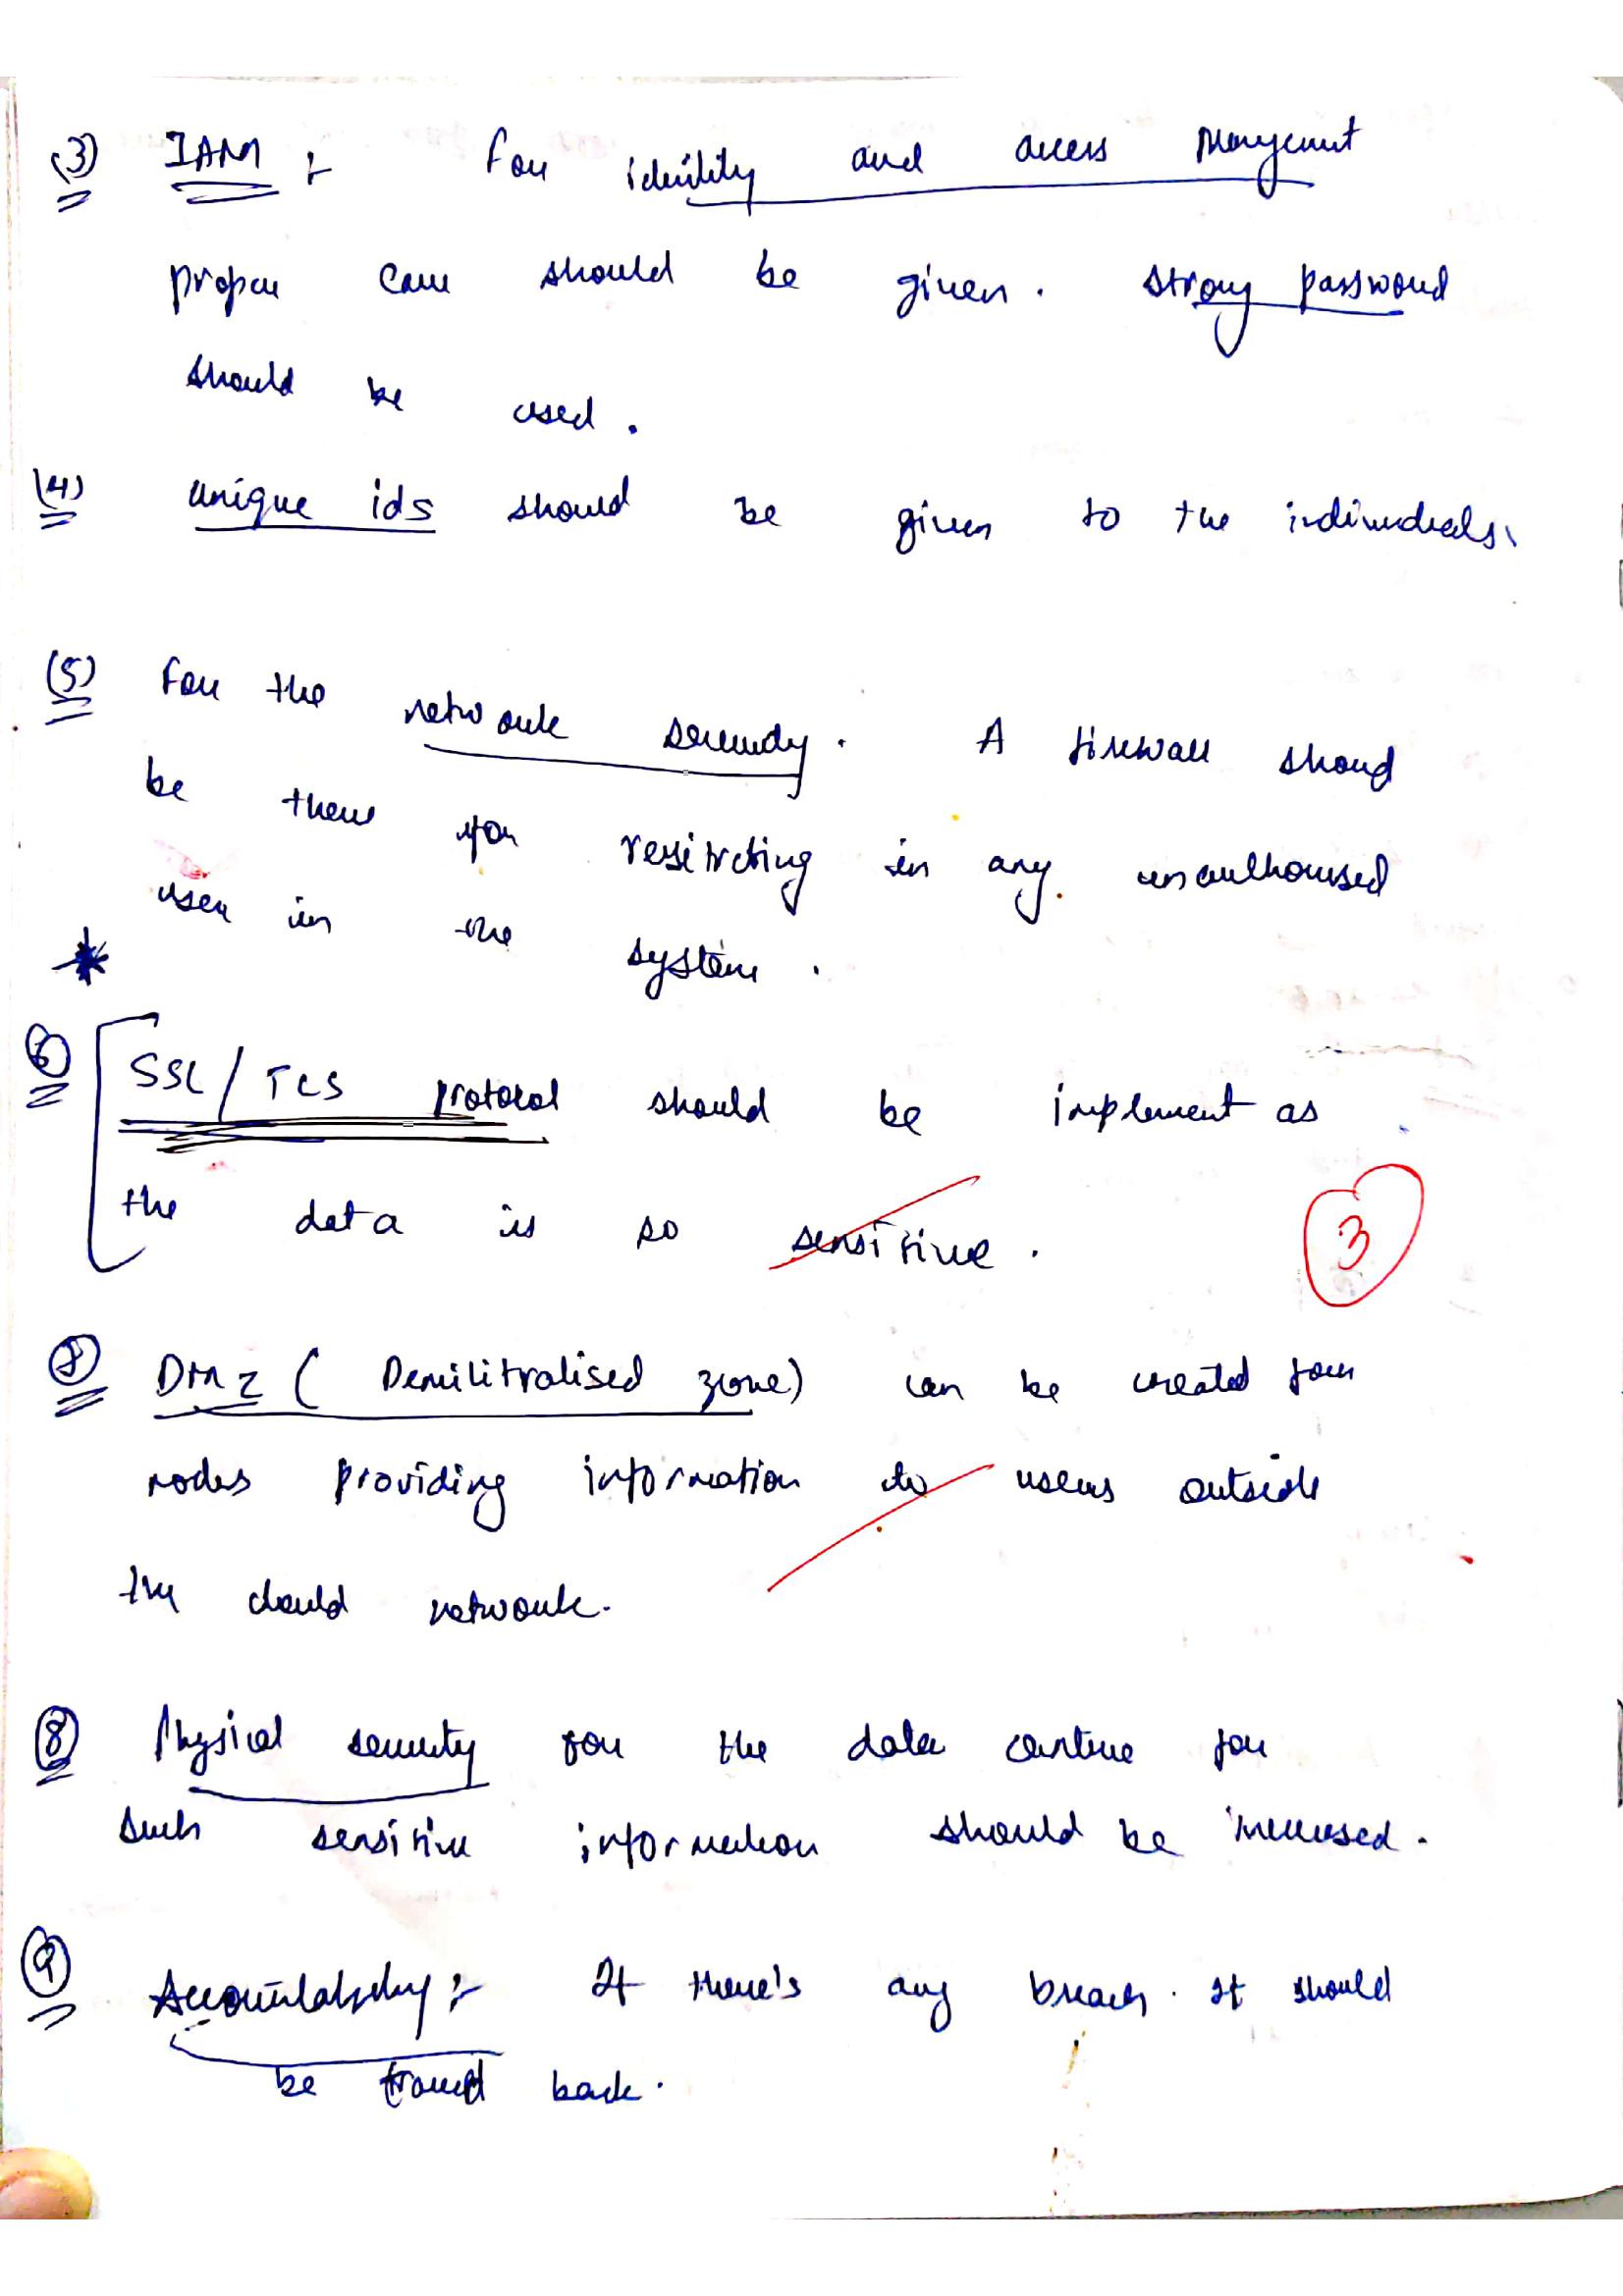 (3) IAM :- For identity and access Mangement
proper care should be given. strong password
should be used.
(4) unique ids should be given to the individuals.
(5) For the network security. A firewall shoud
be there for resitrcting in any unauthorised
user in the system.
(6) SSL / TLS protocol should be implement as
the data is so sensitive.
3
DMZ ( Demilitralised zone) can be created for
nodes providing information to users outside
the network.
(8) Physical security for the data centre for
such sensitive information should be increased.
(9) Accountability :- If there's any breach. It should
be traced back.